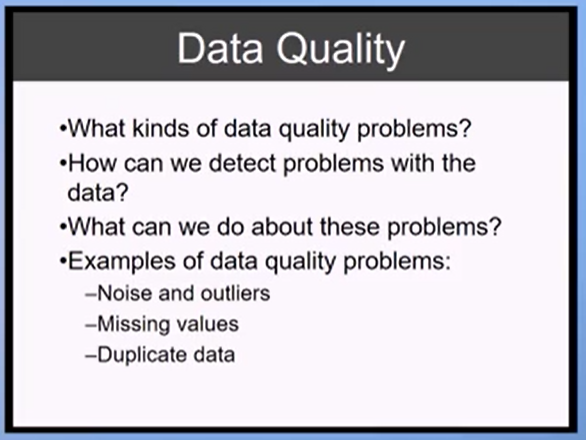 Data Quality
•What kinds of data quality problems?
•How can we detect problems with the
data?
•What can we do about these problems?
•Examples of data quality problems:
–Noise and outliers
–Missing values
–Duplicate data